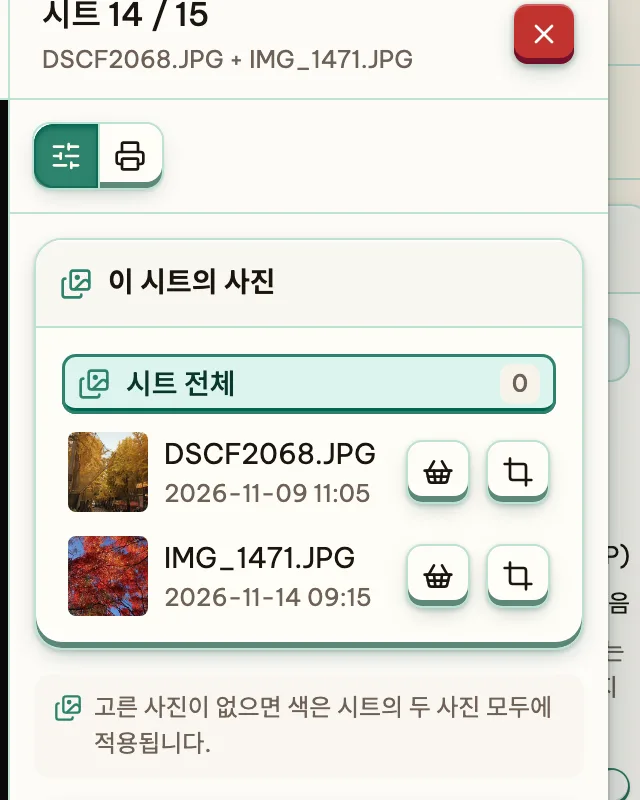 시트 14 / 15
DSCF2068.JPG + IMG_1471.JPG
이 시트의 사진
시트 전체
0
DSCF2068.JPG
2026-11-09 11:05
IMG_1471.JPG
2026-11-14 09:15
P)
음
는
고른 사진이 없으면 색은 시트의 두 사진 모두에
적용됩니다.